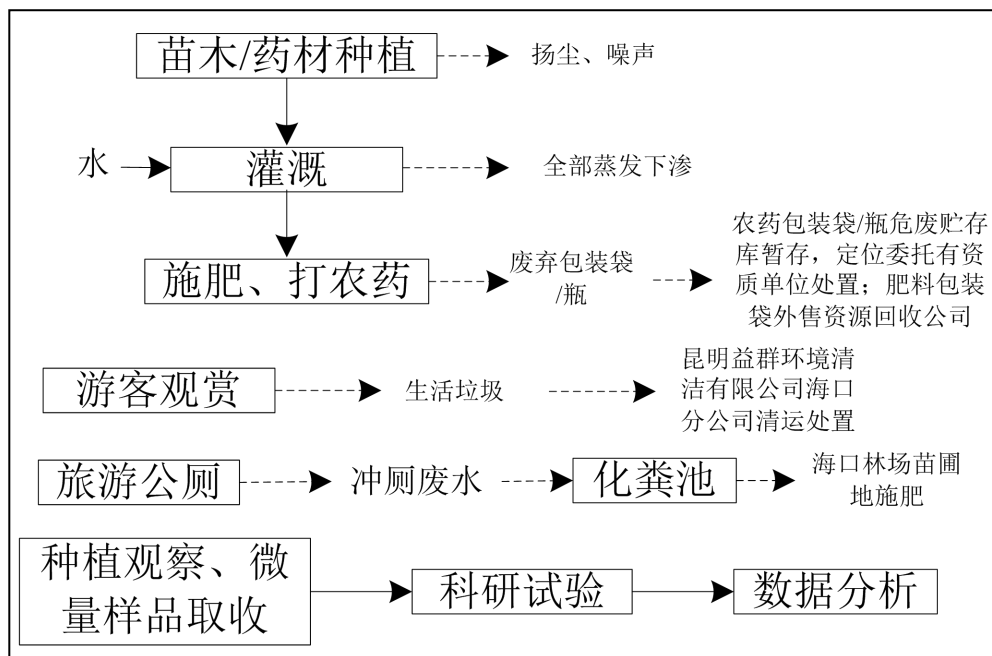 苗木/药材种植
扬尘、噪声
水
灌溉
全部蒸发下渗
施肥、打农药
废弃包装袋
/瓶
农药包装袋/瓶危废贮存
库暂存，定位委托有资
质单位处置；肥料包装
袋外售资源回收公司
游客观赏
生活垃圾
昆明益群环境清
洁有限公司海口
分公司清运处置
旅游公厕
冲厕废水
化粪池
海口林场苗圃
地施肥
种植观察、微
量样品取收
科研试验
数据分析